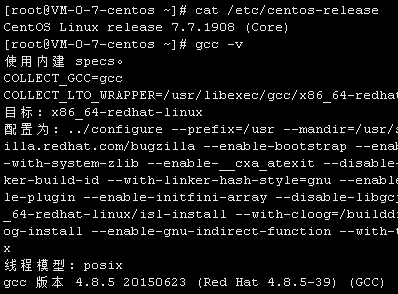 [root@VM-0-7-centos ~]# cat /etc/centos-release
CentOS Linux release 7.7.1908 (Core)
[root@VM-0-7-centos ~]# gcc -v
使用内建 specs。
COLLECT_GCC=gcc
COLLECT_LTO_WRAPPER=/usr/libexec/gcc/x86_64-redhat
目标：x86_64-redhat-linux
配置为：../configure --prefix=/usr --mandir=/usr/s
illa.redhat.com/bugzilla --enable-bootstrap --enab
-with-system-zlib --enable-__cxa_atexit --disable-
ker-build-id --with-linker-hash-style=gnu --enable
le-plugin --enable-initfini-array --disable-libgcj
_64-redhat-linux/isl-install --with-cloog=/builddi
og-install --enable-gnu-indirect-function --with-t
x
线程模型：posix
gcc 版本 4.8.5 20150623 (Red Hat 4.8.5-39) (GCC)